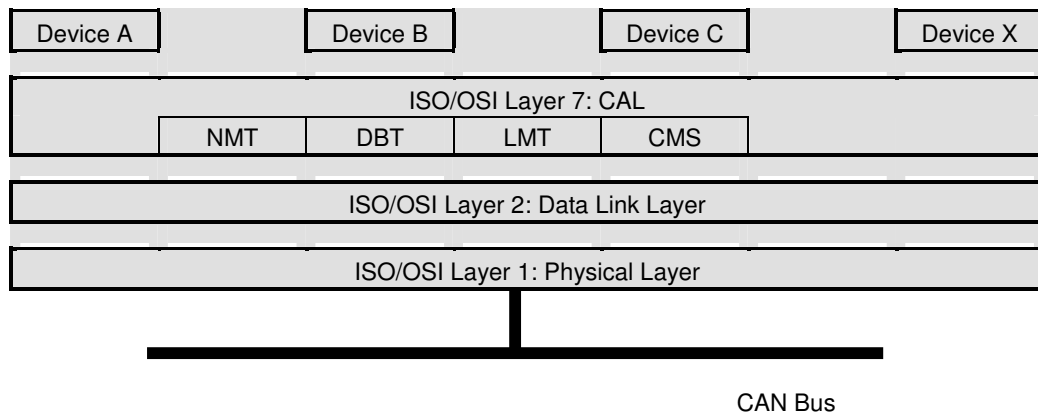 Device A Device B Device C Device X
ISO/OSI Layer 7: CAL
NMT DBT LMT CMS
ISO/OSI Layer 2: Data Link Layer
ISO/OSI Layer 1: Physical Layer
CAN Bus